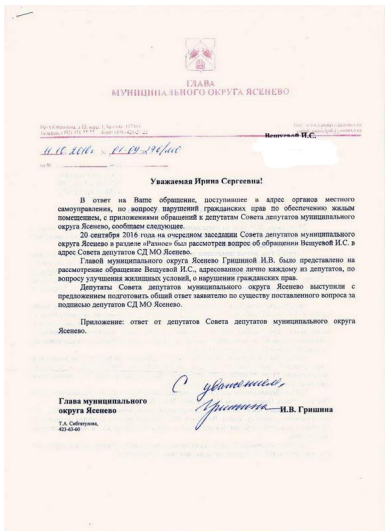 ГЛАВА
МУНИЦИПАЛЬНОГО ОКРУГА ЯСЕНЕВО
Вещуевой И.С.
Уважаемая Ирина Сергеевна!
В ответ на Ваше обращение, поступившее в адрес органов местного
самоуправления, по вопросу нарушений гражданских прав по обеспечению жилым
помещением, с приложениями обращений к депутатам Совета депутатов муниципального
округа Ясенево, сообщаем следующее.
20 сентября 2016 года на очередном заседании Совета депутатов муниципального
округа Ясенево в разделе «Разное» был рассмотрен вопрос об обращении Вещуевой И.С. в
адрес Совета депутатов СД МО Ясенево.
Главой муниципального округа Ясенево Гришиной И.В. было представлено на
рассмотрение обращение Вещуевой И.С., адресованное лично каждому из депутатов, по
вопросу улучшения жилищных условий, о нарушении гражданских прав.
Депутаты Совета депутатов муниципального округа Ясенево выступили с
предложением подготовить общий ответ заявителю по существу поставленного вопроса за
подписью депутатов СД МО Ясенево.
Приложение: ответ от депутатов Совета депутатов муниципального округа
Ясенево.
С уважением,
Глава муниципального
округа Ясенево Гришина И.В. Гришина
Т.А.
423-63-60